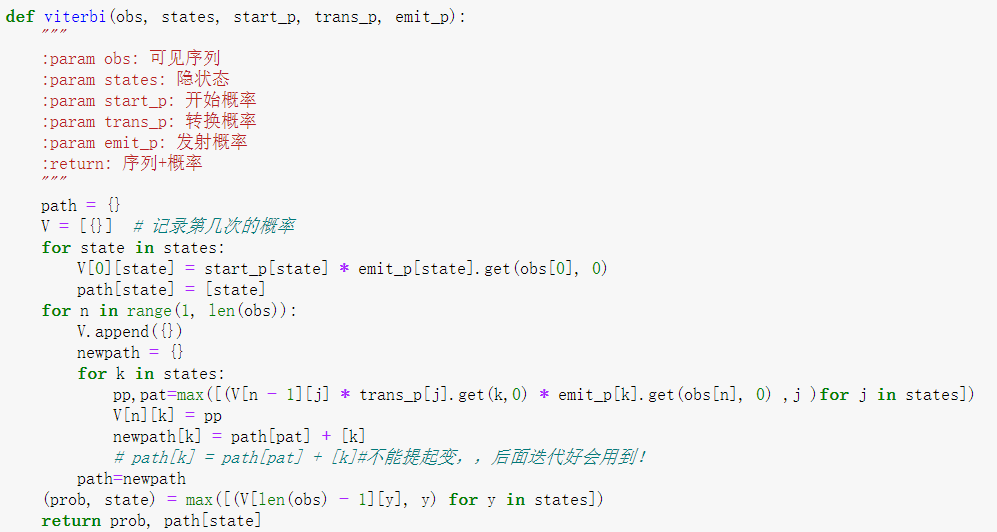 def viterbi(obs, states, start_p, trans_p, emit_p):
    """
    :param obs: 可见序列
    :param states: 隐状态
    :param start_p: 开始概率
    :param trans_p: 转换概率
    :param emit_p: 发射概率
    :return: 序列+概率
    """
    path = {}
    V = [{}]  # 记录第几次的概率
    for state in states:
        V[0][state] = start_p[state] * emit_p[state].get(obs[0], 0)
        path[state] = [state]
    for n in range(1, len(obs)):
        V.append({})
        newpath = {}
        for k in states:
            pp,pat=max([(V[n - 1][j] * trans_p[j].get(k,0) * emit_p[k].get(obs[n], 0) ,j )for j in states])
            V[n][k] = pp
            newpath[k] = path[pat] + [k]
            # path[k] = path[pat] + [k]#不能提起变，，后面迭代好会用到！
        path=newpath
    (prob, state) = max([(V[len(obs) - 1][y], y) for y in states])
    return prob, path[state]